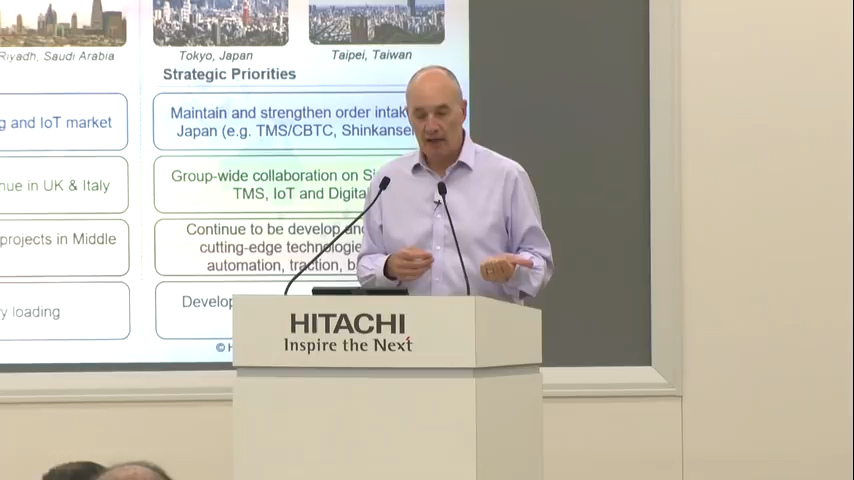 Riyadh, Saudi Arabia
Tokyo, Japan
Taipei, Taiwan
Strategic Priorities
g and IoT market
Maintain and strengthen order intak
Japan (e.g. TMS/CBTC, Shinkanse
nue in UK & Italy
Group-wide collaboration on Si
TMS, IoT and Digita
projects in Middle
Continue to be develop and
cutting-edge technologie
automation, traction, b
y loading
Develop
© H
HITACHI
Inspire the Next